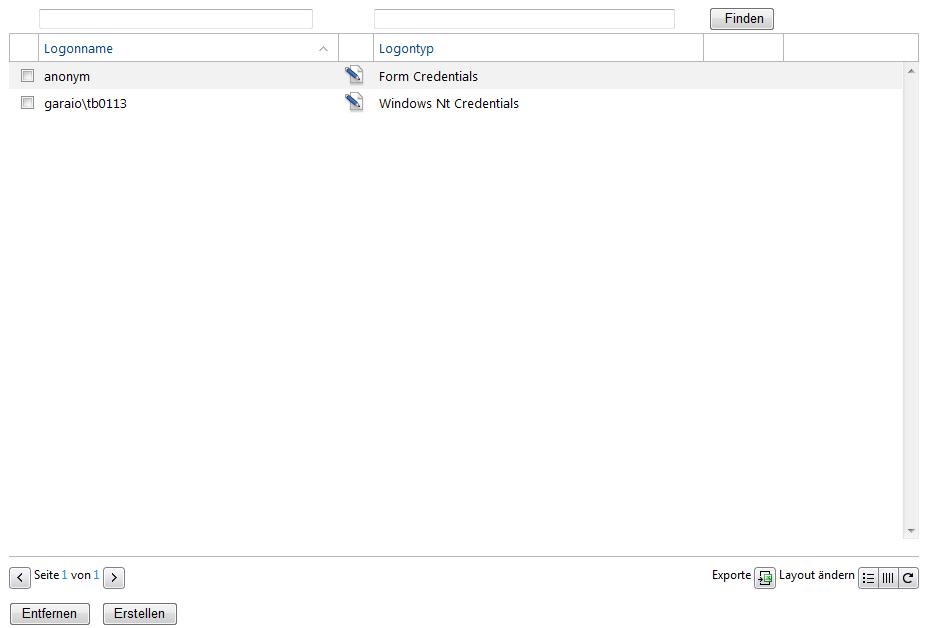 Finden
Logonname Logontyp
anonym Form Credentials
garaio\tb0113 Windows Nt Credentials
Seite 1 von 1 Exporte Layout ändern
Entfernen Erstellen